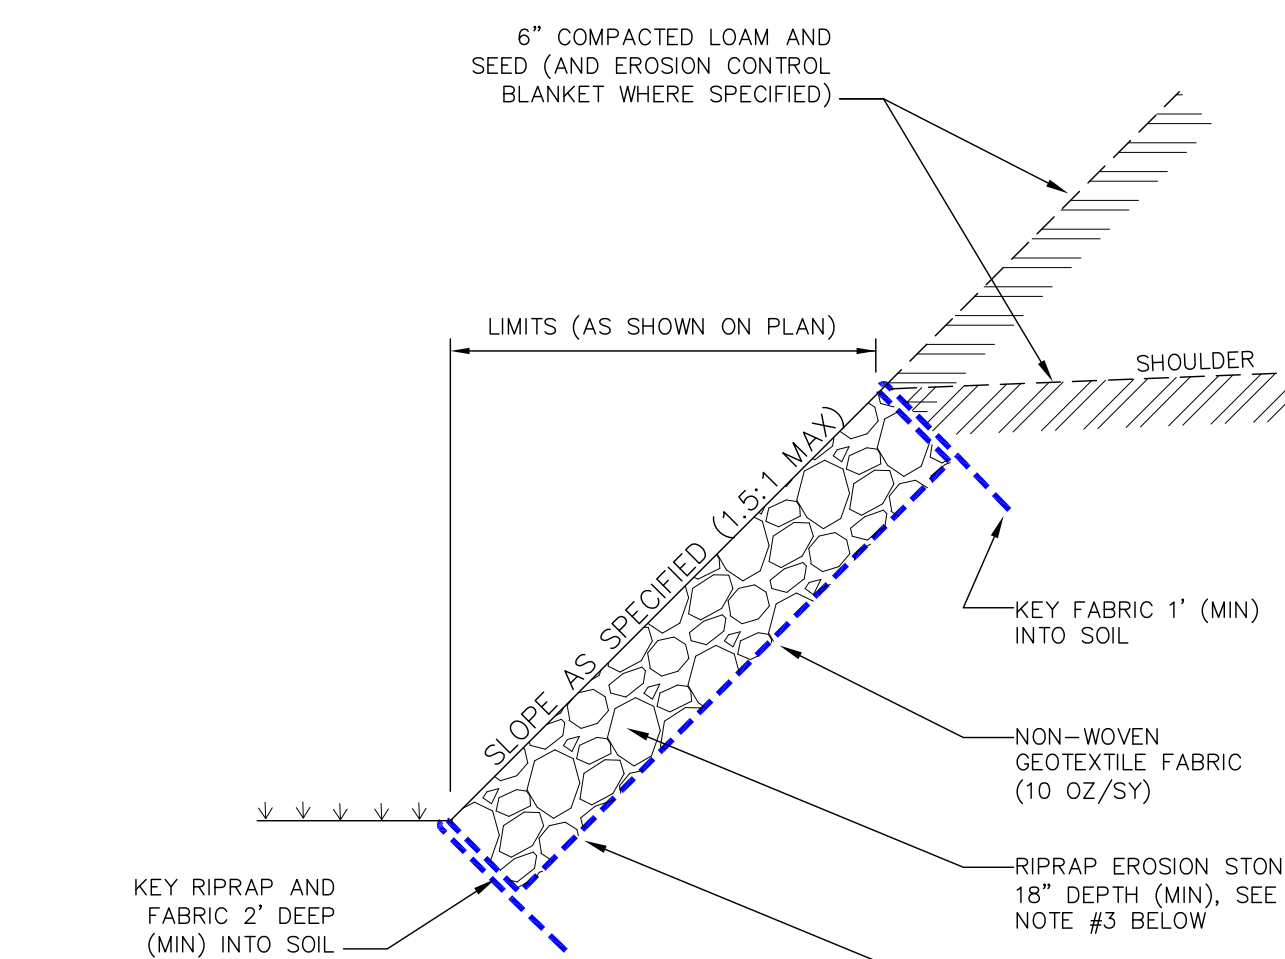 6” COMPACTED LOAM AND
SEED (AND EROSION CONTROL
BLANKET WHERE SPECIFIED)
LIMITS (AS SHOWN ON PLAN)
SHOULDER
SLOPE AS SPECIFIED (1.5:1 MAX)
KEY FABRIC 1’ (MIN)
INTO SOIL
NON-WOVEN
GEOTEXTILE FABRIC
(10 OZ/SY)
RIPRAP EROSION STON
18” DEPTH (MIN), SEE
NOTE #3 BELOW
KEY RIPRAP AND
FABRIC 2’ DEEP
(MIN) INTO SOIL